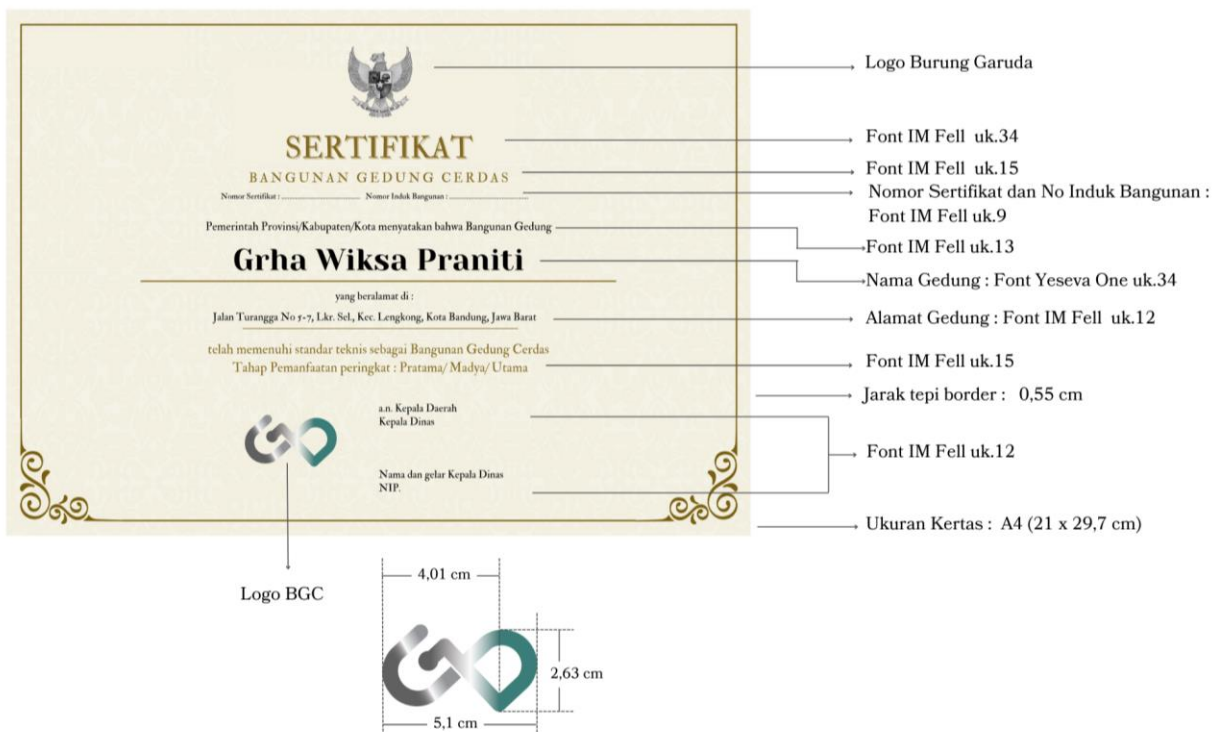 SERTIFIKAT
BANGUNAN GEDUNG CERDAS
Nomor Sertifikat : ________________ Nomor Induk Bangunan : ________________
Pemerintah Provinsi/Kabupaten/Kota menyatakan bahwa Bangunan Gedung
Grha Wiksa Praniti
yang beralamat di :
Jalan Turangga No 5-7, Lkr. Sel., Kec. Lengkong, Kota Bandung, Jawa Barat
telah memenuhi standar teknis sebagai Bangunan Gedung Cerdas
Tahap Pemanfaatan peringkat : Pratama/ Madya/ Utama
a.n. Kepala Daerah
Kepala Dinas
Nama dan gelar Kepala Dinas
NIP.
Logo Burung Garuda
Font IM Fell uk.34
Font IM Fell uk.15
Nomor Sertifikat dan No Induk Bangunan :
Font IM Fell uk.9
Font IM Fell uk.13
Nama Gedung : Font Yeseva One uk.34
Alamat Gedung : Font IM Fell uk.12
Font IM Fell uk.15
Jarak tepi border : 0,55 cm
Font IM Fell uk.12
Ukuran Kertas : A4 (21 x 29,7 cm)
Logo BGC
4,01 cm
2,63 cm
5,1 cm